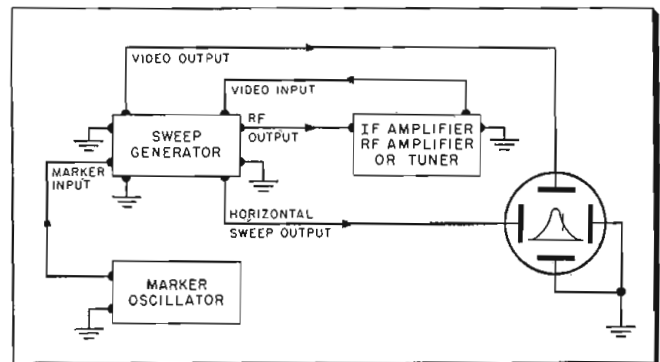 VIDEO OUTPUT
VIDEO INPUT
SWEEP
GENERATOR
RF
OUTPUT
IF AMPLIFIER
RF AMPLIFIER
OR TUNER
MARKER
INPUT
HORIZONTAL
SWEEP OUTPUT
MARKER
OSCILLATOR